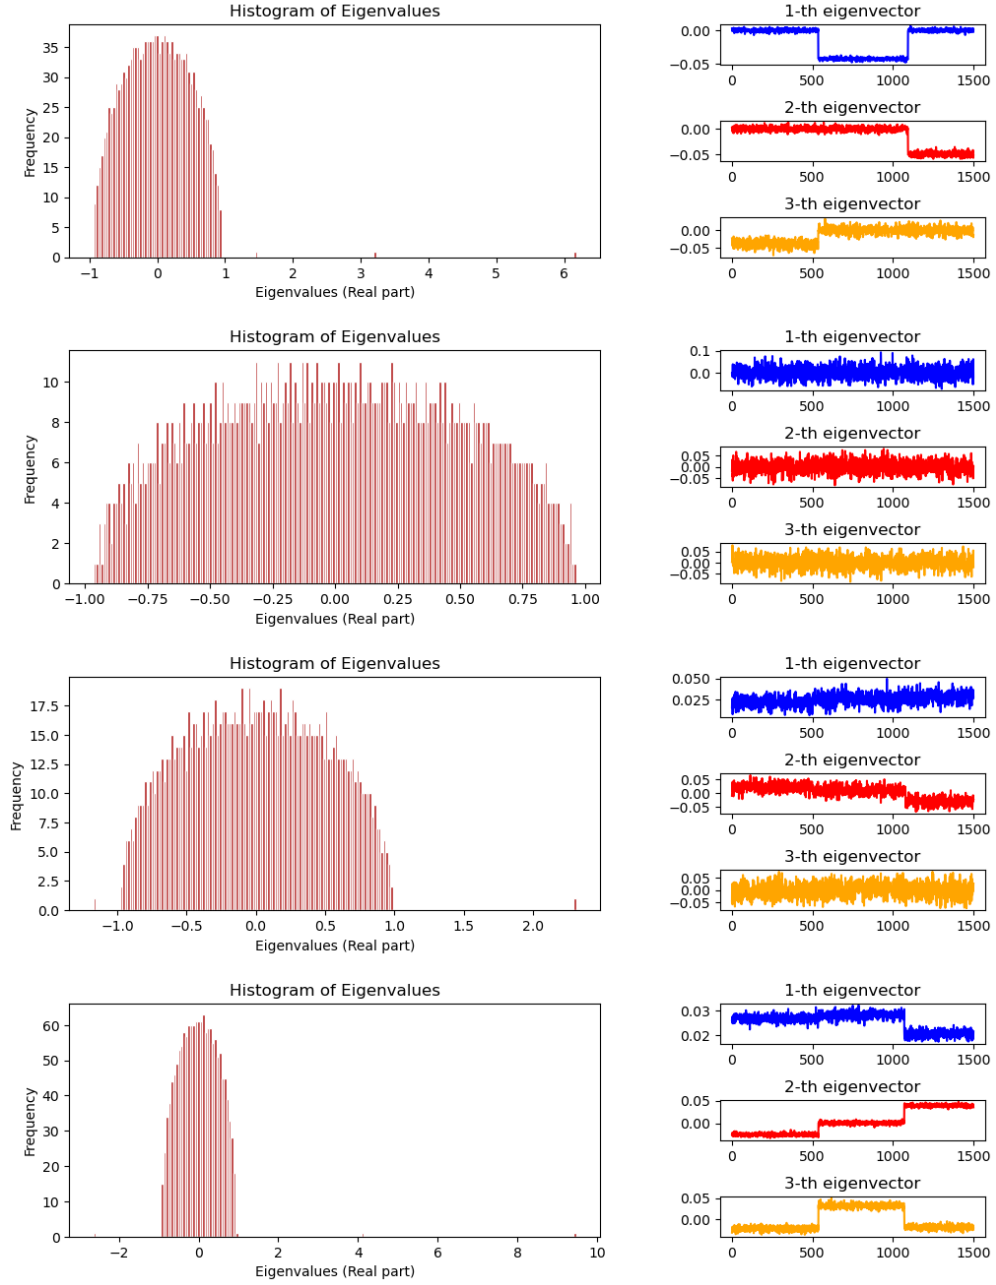 Histogram of Eigenvalues
Frequency
35
30
25
20
15
10
5
0
−1 0 1 2 3 4 5 6
Eigenvalues (Real part)
1-th eigenvector
0.00
−0.05
0 500 1000 1500
2-th eigenvector
0.00
−0.05
0 500 1000 1500
3-th eigenvector
0.00
−0.05
0 500 1000 1500
Histogram of Eigenvalues
Frequency
10
8
6
4
2
0
−1.00 −0.75 −0.50 −0.25 0.00 0.25 0.50 0.75 1.00
Eigenvalues (Real part)
1-th eigenvector
0.1
0.0
0 500 1000 1500
2-th eigenvector
0.05
0.00
−0.05
0 500 1000 1500
3-th eigenvector
0.05
0.00
−0.05
0 500 1000 1500
Histogram of Eigenvalues
Frequency
17.5
15.0
12.5
10.0
7.5
5.0
2.5
0.0
−1.0 −0.5 0.0 0.5 1.0 1.5 2.0
Eigenvalues (Real part)
1-th eigenvector
0.050
0.025
0 500 1000 1500
2-th eigenvector
0.05
0.00
−0.05
0 500 1000 1500
3-th eigenvector
0.05
0.00
−0.05
0 500 1000 1500
Histogram of Eigenvalues
Frequency
60
50
40
30
20
10
0
−2 0 2 4 6 8 10
Eigenvalues (Real part)
1-th eigenvector
0.03
0.02
0 500 1000 1500
2-th eigenvector
0.05
0.00
0 500 1000 1500
3-th eigenvector
0.05
0.00
0 500 1000 1500